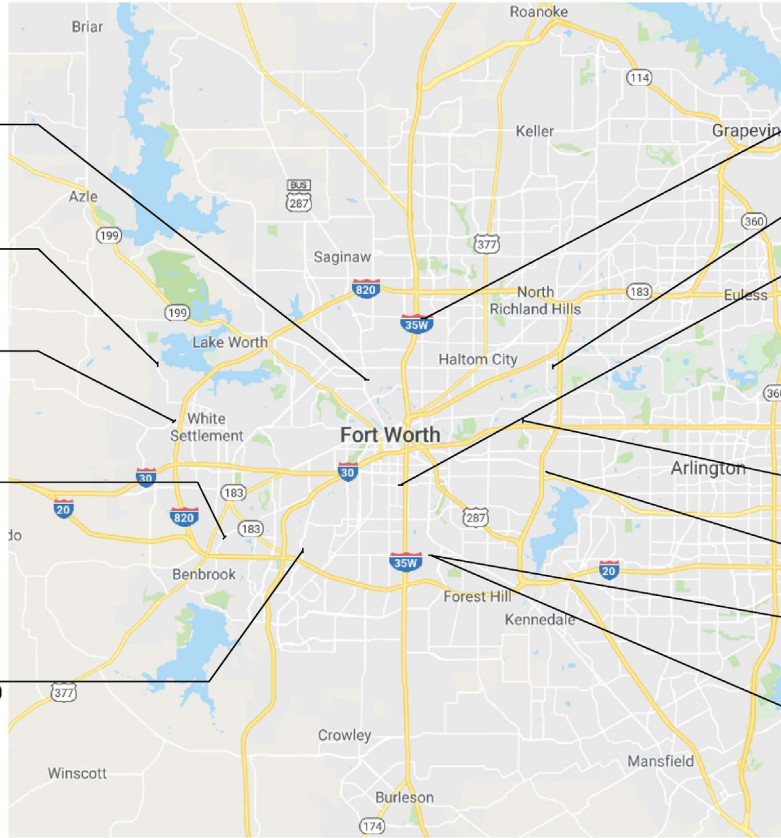 Roanoke
Briar
114
Keller
Grapevin
BUS
287
Azle
199
360
377
Saginaw
820
North
Richland Hills
183
Euless
199
35W
Lake Worth
Haltom City
36
White
Settlement
Fort Worth
Arlington
30
30
183
20
820
183
287
do
35W
20
Benbrook
Forest Hill
Kennedale
377
Crowley
Winscott
Mansfield
Burleson
174